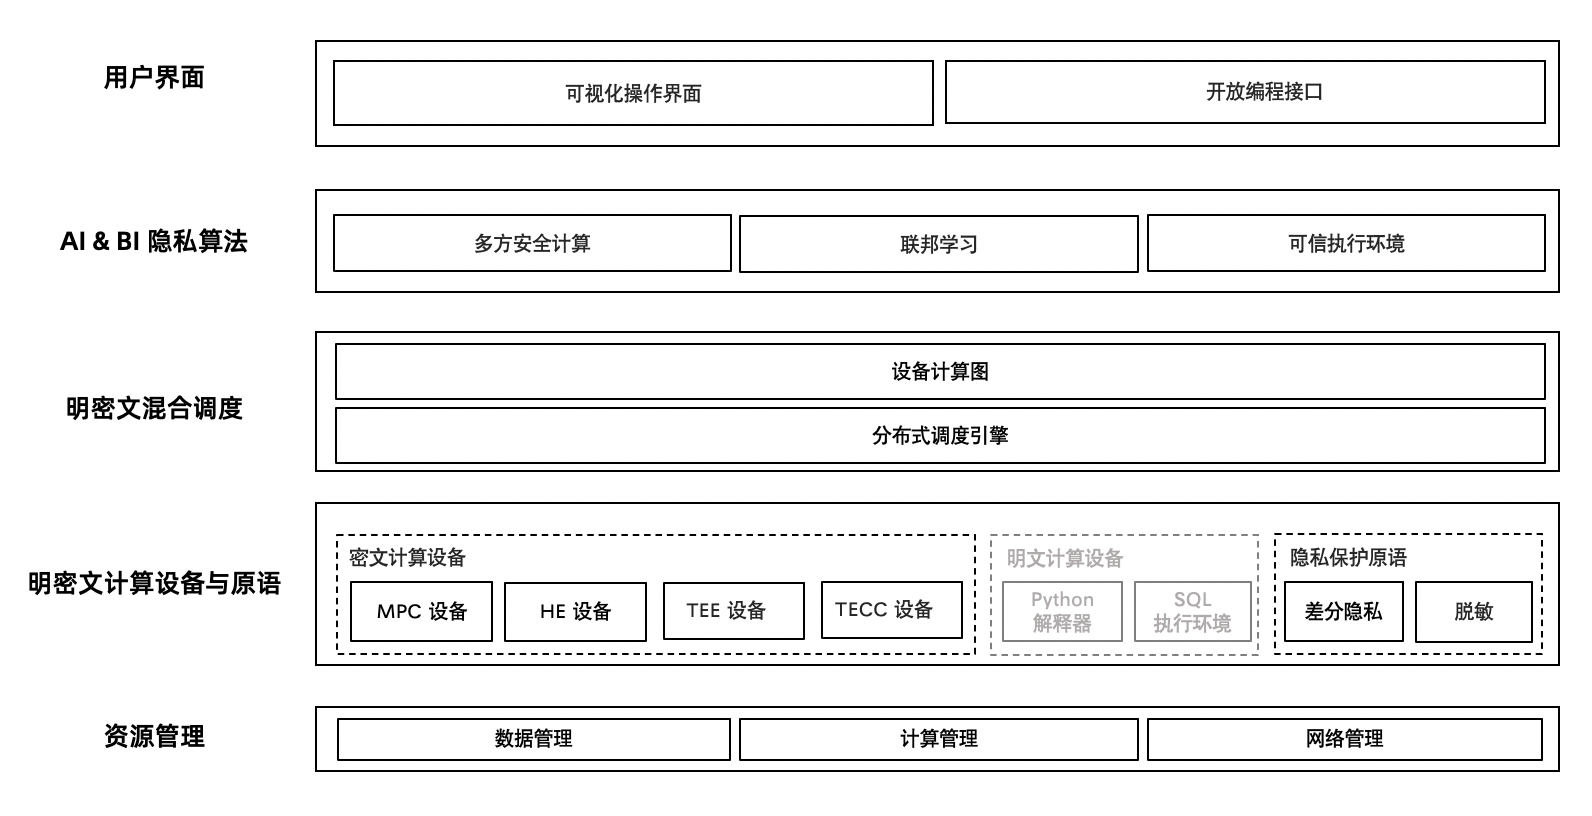 用户界面
可视化操作界面
开放编程接口
AI & BI 隐私算法
多方安全计算
联邦学习
可信执行环境
明密文混合调度
设备计算图
分布式调度引擎
明密文计算设备与原语
密文计算设备
MPC 设备
HE 设备
TEE 设备
TECC 设备
明文计算设备
Python
解释器
SQL
执行环境
隐私保护原语
差分隐私
脱敏
资源管理
数据管理
计算管理
网络管理